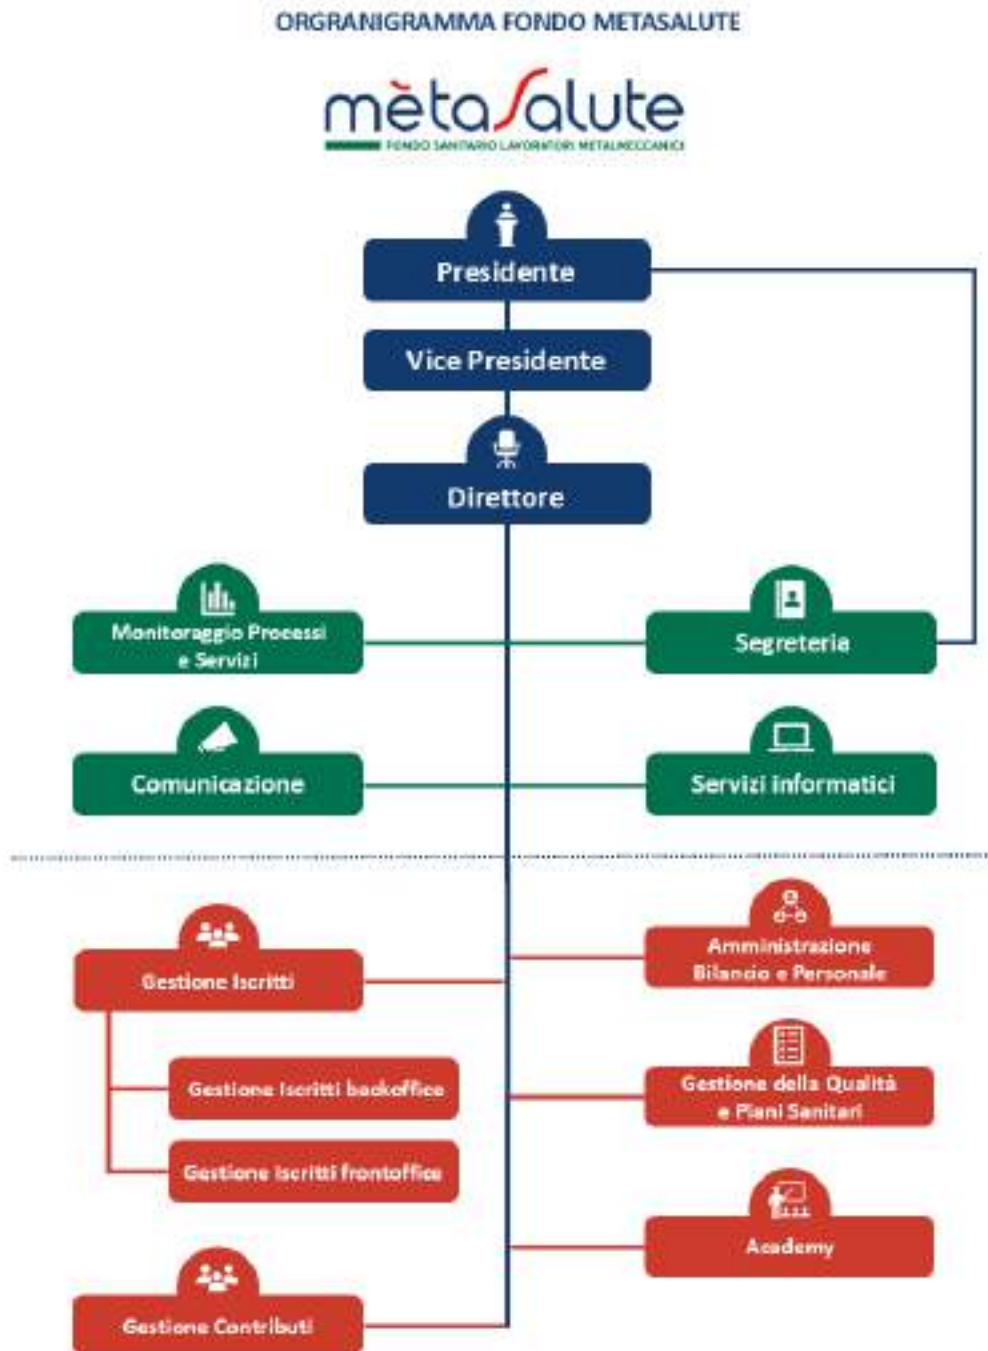 ORGRANIGRAMMA FONDO METASALUTE
mètaSalute
FONDO SANITARIO LAVORATORI METALMECCANICI
Presidente
Vice Presidente
Direttore
Monitoraggio Processi
e Servizi
Segreteria
Comunicazione
Servizi informatici
Gestione Iscritti
Amministrazione
Bilancio e Personale
Gestione Iscritti backoffice
Gestione della Qualità
e Piani Sanitari
Gestione Iscritti frontoffice
Academy
Gestione Contributi